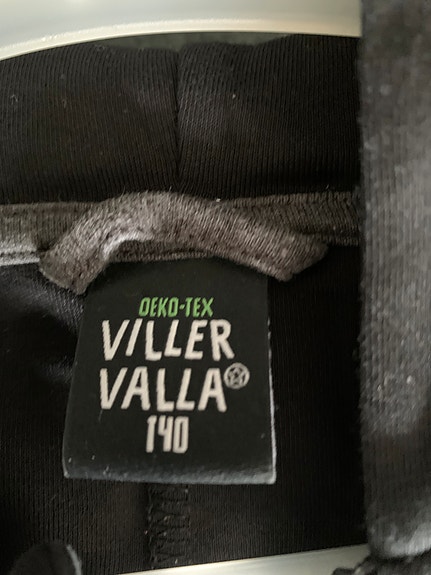 OEKO-TEX
VILLER
VALLA
140